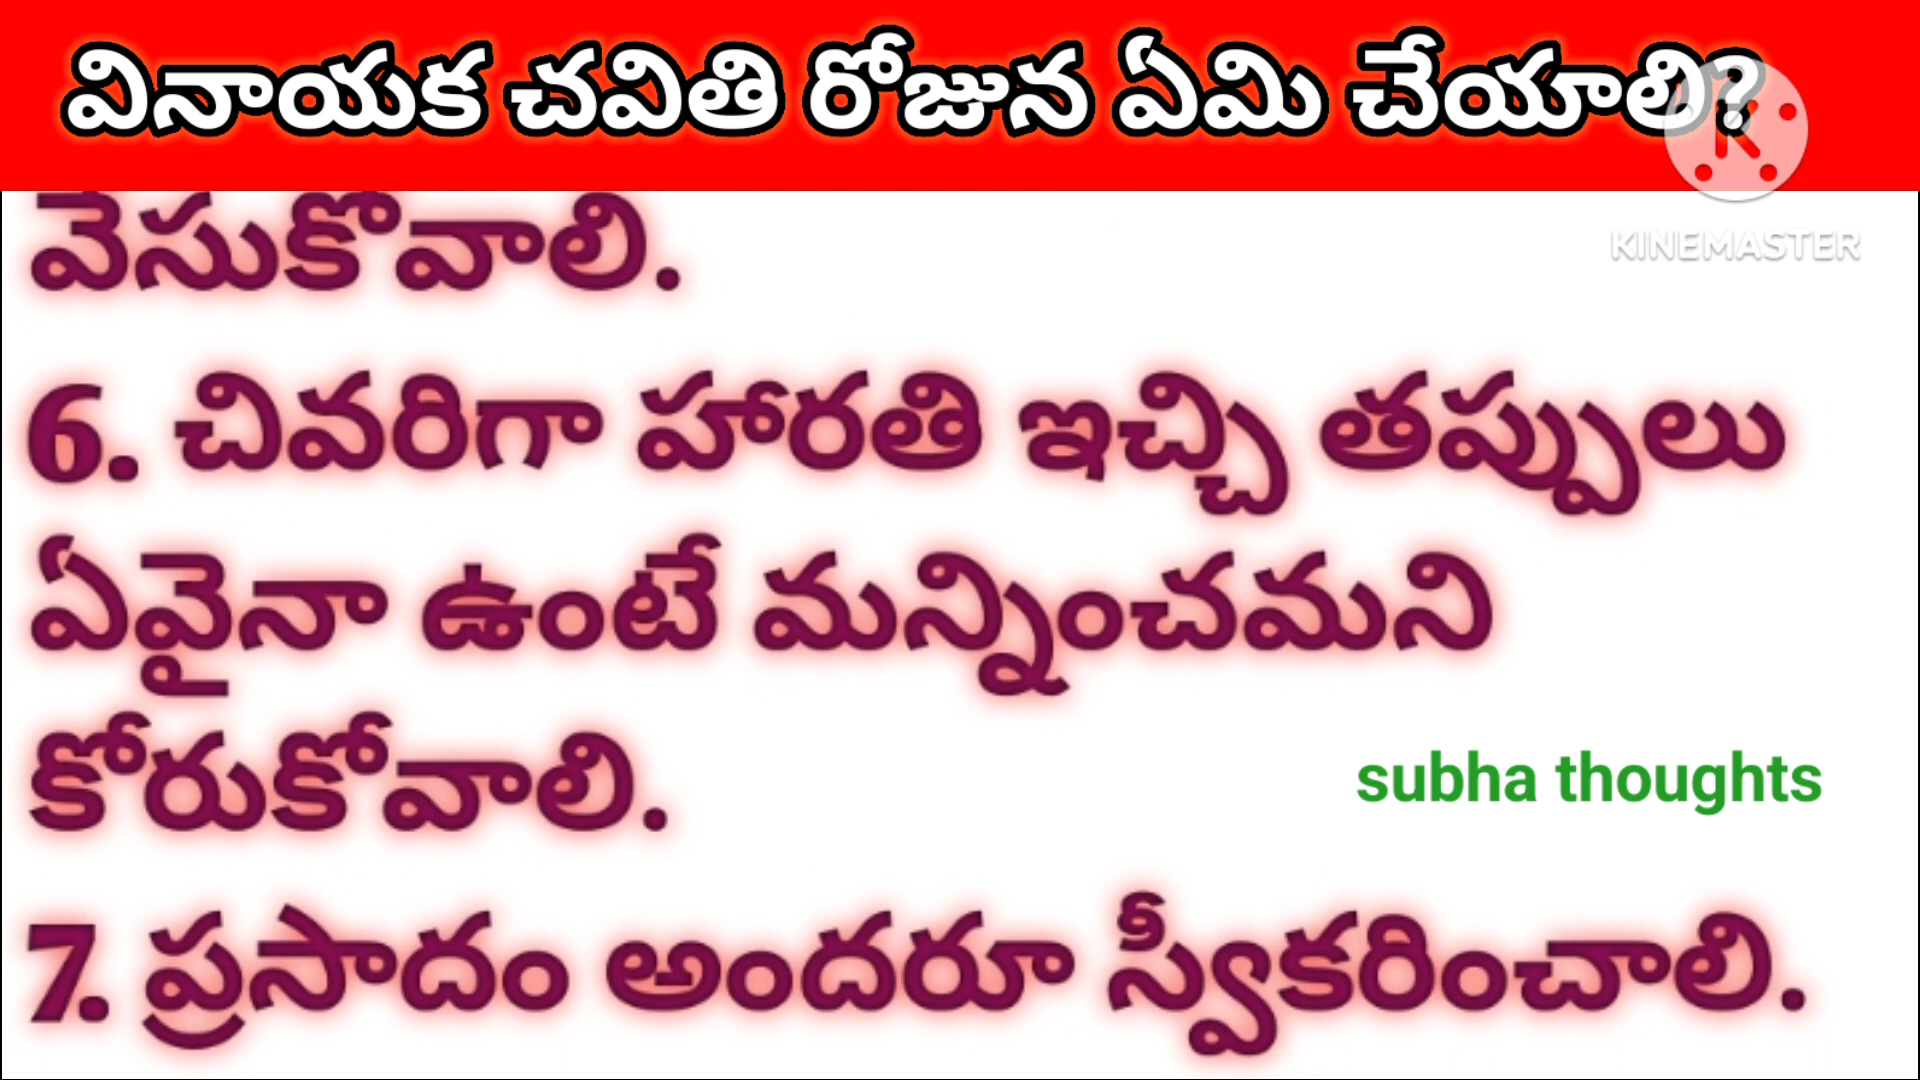 వినాయక చవితి రోజున ఏమి చేయాలి?
KINEMASTER
వేసుకోవాలి.
6. చివరిగా హారతి ఇచ్చి తప్పులు
ఏవైనా ఉంటే మన్నించమని
కోరుకోవాలి.
subha thoughts
7. ప్రసాదం అందరూ స్వీకరించాలి.